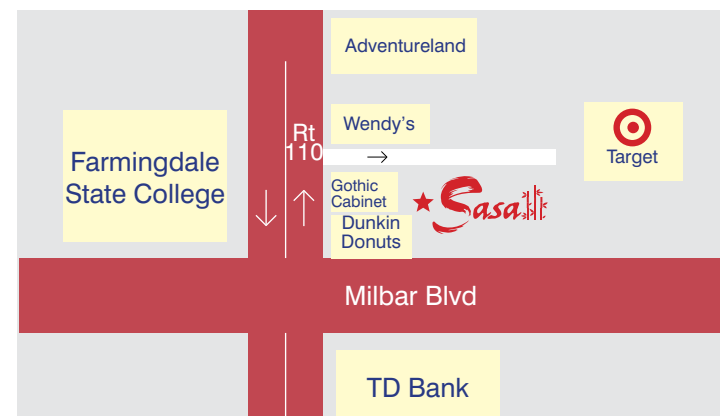 Adventureland
Wendy’s
Rt
110
Target
Farmingdale
State College
Gothic
Cabinet
Sasa
Dunkin
Donuts
Milbar Blvd
TD Bank